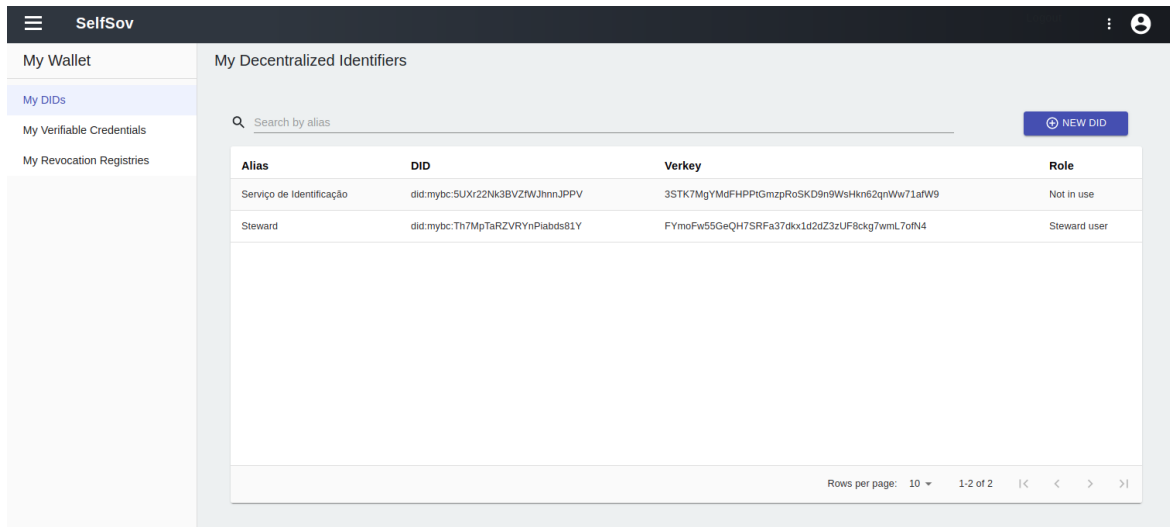 SelfSov
My Wallet
My Decentralized Identifiers
My DIDs
My Verifiable Credentials
My Revocation Registries
Search by alias
NEW DID
Alias DID Verkey Role
Serviço de Identificação did:mybc:5UXr22Nk3BVZfWJhnnJPPV 3STK7MgYMdFHPPtGmzpRoSKD9n9WsHkn62qnWw71afW9 Not in use
Steward did:mybc:Th7MpTaRZVRYnPiabds81Y FYmoFw55GeQH7SRFa37dkx1d2dZ3zUF8ckg7wmL7ofN4 Steward user
Rows per page: 10 1-2 of 2